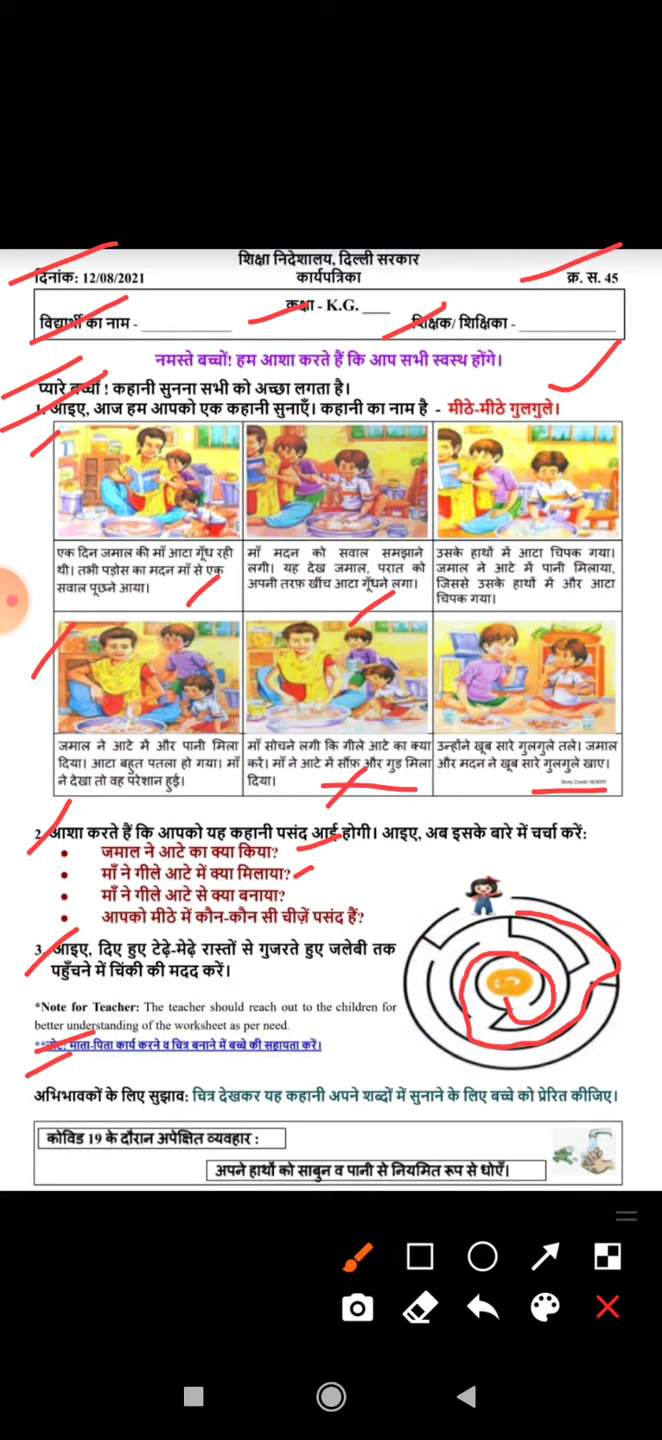 शिक्षा निदेशालय, दिल्ली सरकार
दिनांक: 12/08/2021
कार्यपत्रिका
क्र. स. 45
कक्षा - K.G. ____
विद्यार्थी का नाम - ____________
शिक्षक/ शिक्षिका - ____________
नमस्ते बच्चों! हम आशा करते हैं कि आप सभी स्वस्थ होंगे।
प्यारे बच्चों ! कहानी सुनना सभी को अच्छा लगता है।
1. आइए, आज हम आपको एक कहानी सुनाएँ। कहानी का नाम है - मीठे-मीठे गुलगुले।
एक दिन जमाल की माँ आटा गूँध रही
थी। तभी पड़ोस का मदन माँ से एक
सवाल पूछने आया।
माँ मदन को सवाल समझाने
लगी। यह देख जमाल, परात को
अपनी तरफ़ खींच आटा गूँधने लगा।
उसके हाथों में आटा चिपक गया।
जमाल ने आटे में पानी मिलाया,
जिससे उसके हाथों में और आटा
चिपक गया।
जमाल ने आटे में और पानी मिला
दिया। आटा बहुत पतला हो गया। माँ
ने देखा तो वह परेशान हुई।
माँ सोचने लगी कि गीले आटे का क्या
करें। माँ ने आटे में सौंफ़ और गुड़ मिला
दिया।
उन्होंने खूब सारे गुलगुले तले। जमाल
और मदन ने खूब सारे गुलगुले खाए।
Story Credit: NCERT
2. आशा करते हैं कि आपको यह कहानी पसंद आई होगी। आइए, अब इसके बारे में चर्चा करें:
• जमाल ने आटे का क्या किया?
• माँ ने गीले आटे में क्या मिलाया?
• माँ ने गीले आटे से क्या बनाया?
• आपको मीठे में कौन-कौन सी चीज़ें पसंद हैं?
3. आइए, दिए हुए टेढ़े-मेढ़े रास्तों से गुजरते हुए जलेबी तक
पहुँचने में चिंकी की मदद करें।
*Note for Teacher: The teacher should reach out to the children for
better understanding of the worksheet as per need.
**नोट: माता-पिता कार्य करने व चित्र बनाने में बच्चे की सहायता करें।
अभिभावकों के लिए सुझाव: चित्र देखकर यह कहानी अपने शब्दों में सुनाने के लिए बच्चे को प्रेरित कीजिए।
कोविड 19 के दौरान अपेक्षित व्यवहार :
अपने हाथों को साबुन व पानी से नियमित रूप से धोएँ।